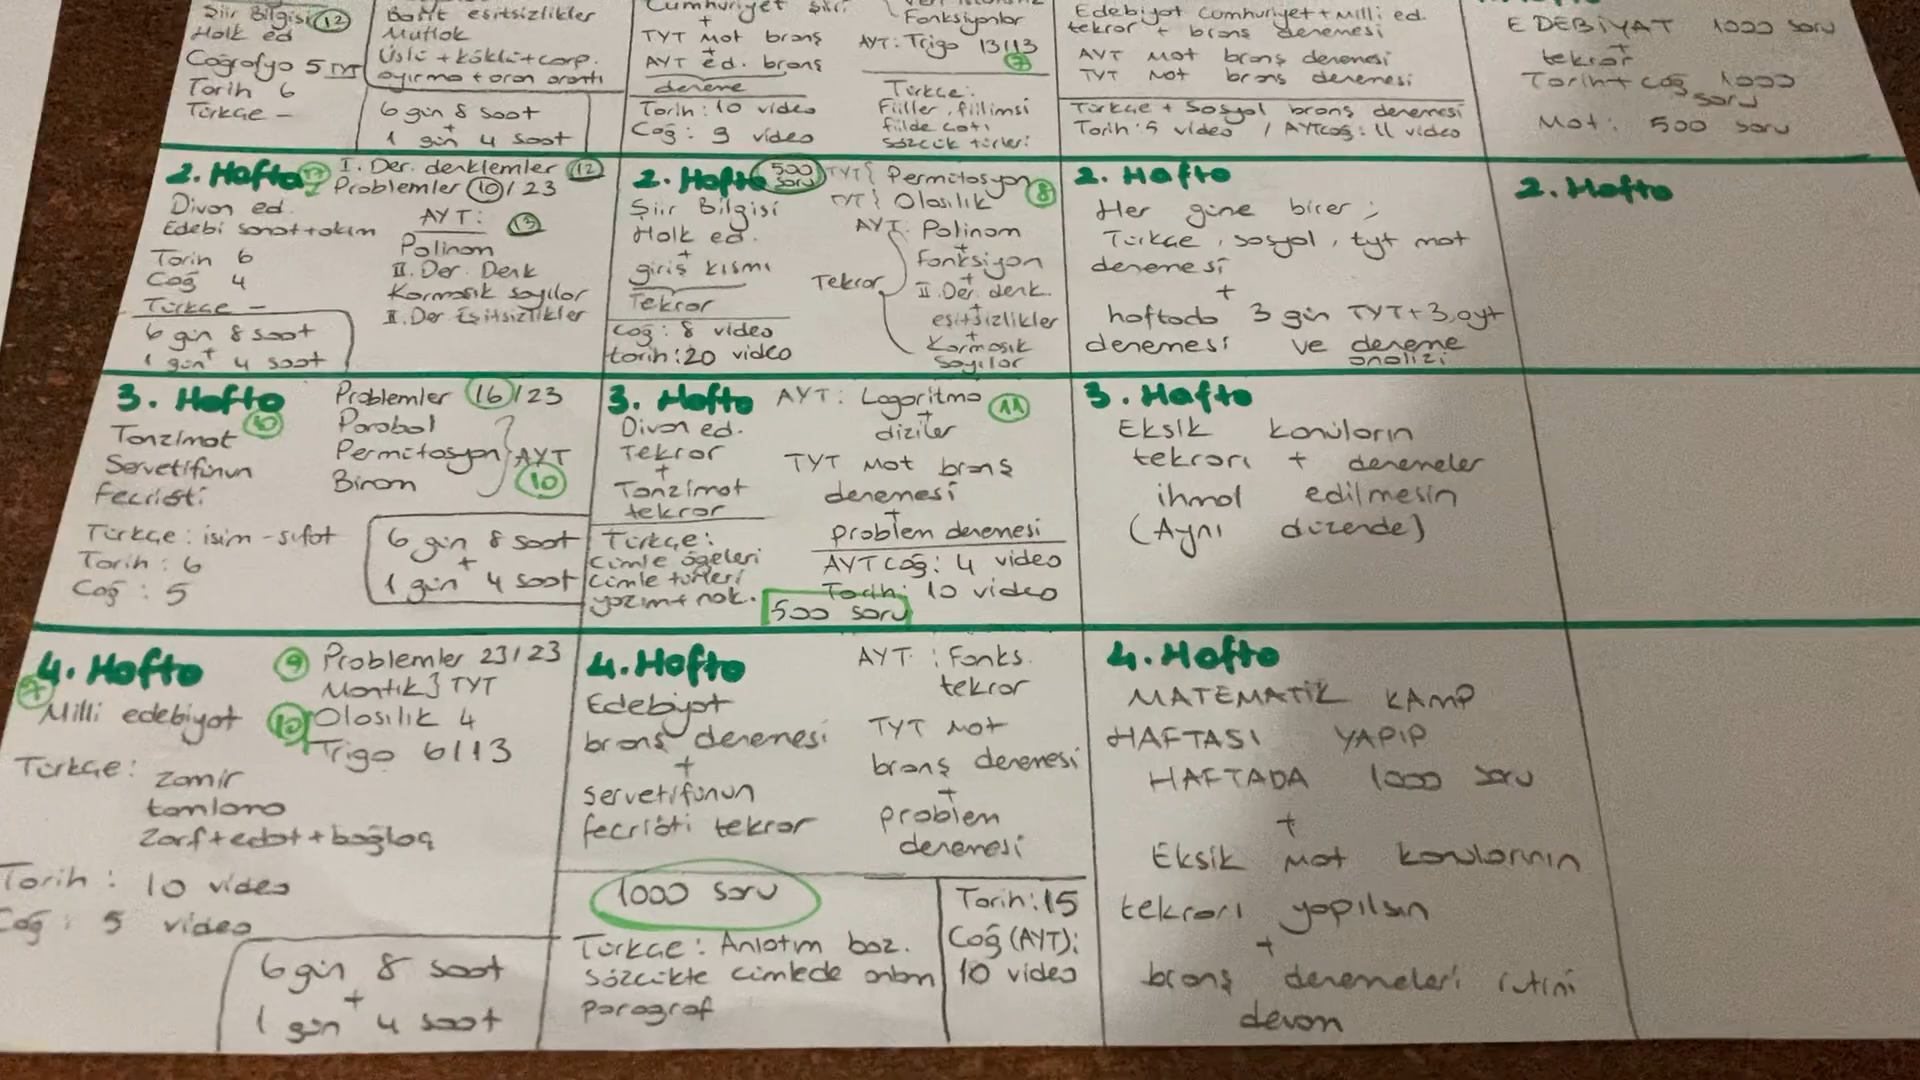 Şiir Bilgisi 12
Halk ed
Coğrafya 5 TYT
Tarih 6
Türkçe -
Basit eşitsizlikler
Mutlak
Üslü + köklü + çarp.
ayırma + oran orantı
6 gün 8 saat
+
1 gün 4 saat
Cumhuriyet şiiri
+
TYT Mat branş
+
AYT ed. branş
deneme
Tarih: 10 video
Coğ: 9 video
Fonksiyonlar
AYT: Trigo 13/13
7
Türkçe:
Fiiller, fiilimsi
fiilde çatı
sözcük türleri
Edebiyat Cumhuriyet + Milli ed.
tekrar + branş denemesi
AYT Mat branş denemesi
TYT Mat branş denemesi
Türkçe + Sosyal branş denemesi
Tarih: 5 video / AYT coğ: 11 video
EDEBİYAT 1000 soru
+
tekrar
Tarih + coğ 1000
soru
Mat: 500 soru
2. Hafta
I. Der. denklemler 12
Problemler 10/23
Divan ed.
Edebi sanat + akım
Tarih 6
Coğ 4
Türkçe -
6 gün 8 saat
+
1 gün 4 saat
AYT: 13
Polinom
II. Der. Denk
Karmaşık sayılar
II. Der Eşitsizlikler
2. Hafta 500 soru
Şiir Bilgisi
Halk ed.
+
giriş kısmı
Tekrar
Coğ: 8 video
tarih: 20 video
TYT} Permütasyon
TYT} Olasılık 8
AYT: Polinom
+
Fonksiyon
+
Tekrar
II. Der. denk.
+
eşitsizlikler
+
Karmaşık
Sayılar
2. Hafta
Her güne birer;
Türkçe, sosyal, tyt mat
denemesi
+
haftada 3 gün TYT + 3 ayt
denemesi ve deneme
analizi
2. Hafta
3. Hafta
10
Tanzimat
Servetifünun
Fecriati
Türkçe: isim - sıfat
Tarih: 6
Coğ: 5
Problemler 16/23
Parabol
Permütasyon } AYT
Binom 10
6 gün 8 saat
+
1 gün 4 saat
3. Hafta
Divan ed.
Tekrar
+
Tanzimat
tekrar
Türkçe:
Cümle ögeleri
Cümle türleri
yazım + nok.
AYT: Logaritma 11
+
diziler
TYT Mat branş
denemesi
+
problem denemesi
AYT coğ: 4 video
Tarih: 10 video
500 soru
3. Hafta
Eksik konuların
tekrarı + denemeler
ihmal edilmesin
(Aynı düzende)
4. Hafta
7
Milli edebiyat
Türkçe: zamir
tamlama
Zarf + edat + bağlaç
Tarih: 10 video
Coğ: 5 video
9 Problemler 23/23
Mantık } TYT
10 Olasılık 4
Trigo 6/13
6 gün 8 saat
+
1 gün 4 saat
4. Hafta
Edebiyat
branş denemesi
+
servetifünun
fecriati tekrar
AYT: Fonks.
tekrar
TYT Mat
branş denemesi
+
problem
denemesi
1000 soru
Türkçe: Anlatım boz.
Sözcükte cümlede anlam
paragraf
Tarih: 15
Coğ (AYT):
10 video
4. Hafta
MATEMATİK KAMP
HAFTASI YAPIP
HAFTADA 1000 soru
+
Eksik Mat konularının
tekrarı yapılsın
+
branş denemeleri rutini
devam